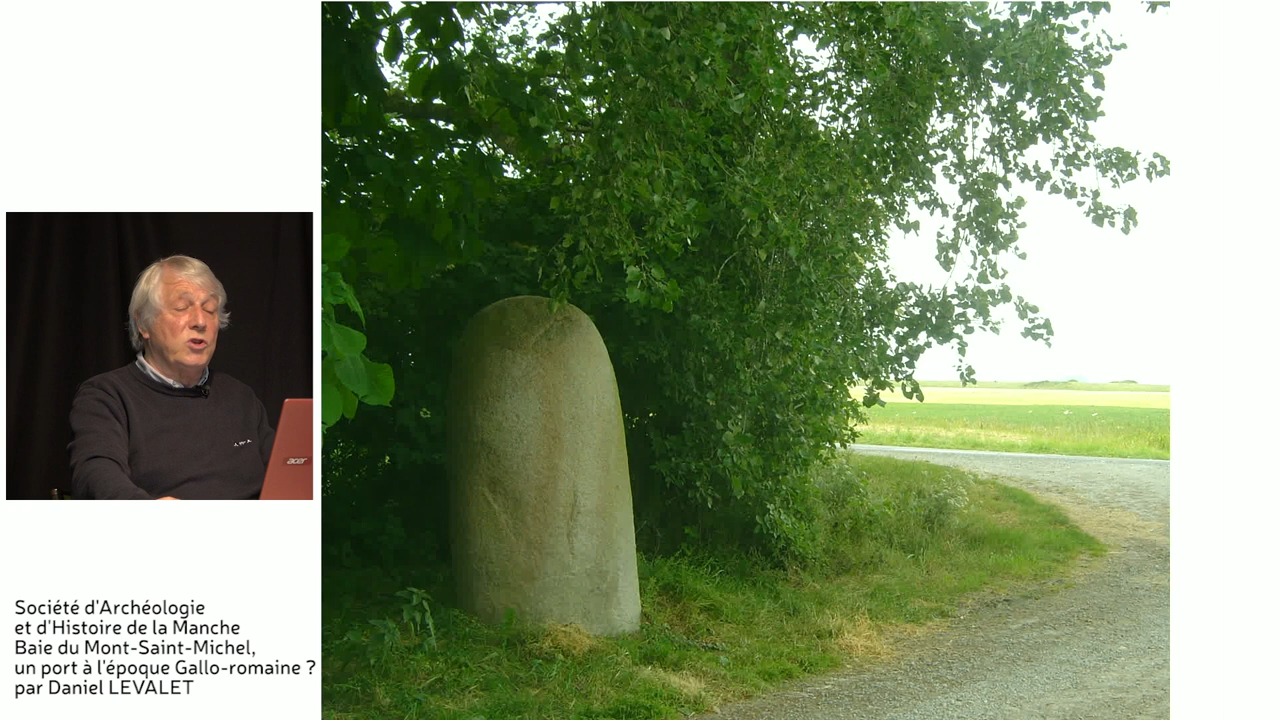 acer
Société d'Archéologie
et d'Histoire de la Manche
Baie du Mont-Saint-Michel,
un port à l'époque Gallo-romaine ?
par Daniel LEVALET